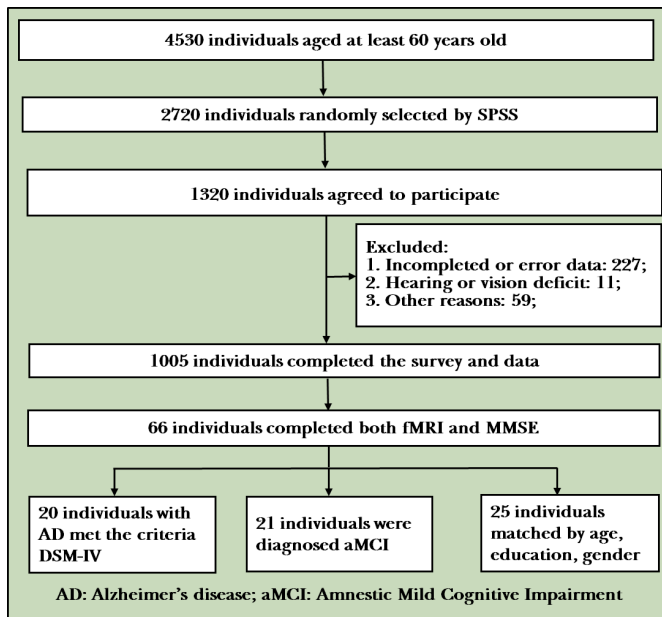 4530 individuals aged at least 60 years old
2720 individuals randomly selected by SPSS
1320 individuals agreed to participate
Excluded:
1. Incompleted or error data: 227;
2. Hearing or vision deficit: 11;
3. Other reasons: 59;
1005 individuals completed the survey and data
66 individuals completed both fMRI and MMSE
20 individuals with
AD met the criteria
DSM-IV
21 individuals were
diagnosed aMCI
25 individuals
matched by age,
education, gender
AD: Alzheimer's disease; aMCI: Amnestic Mild Cognitive Impairment